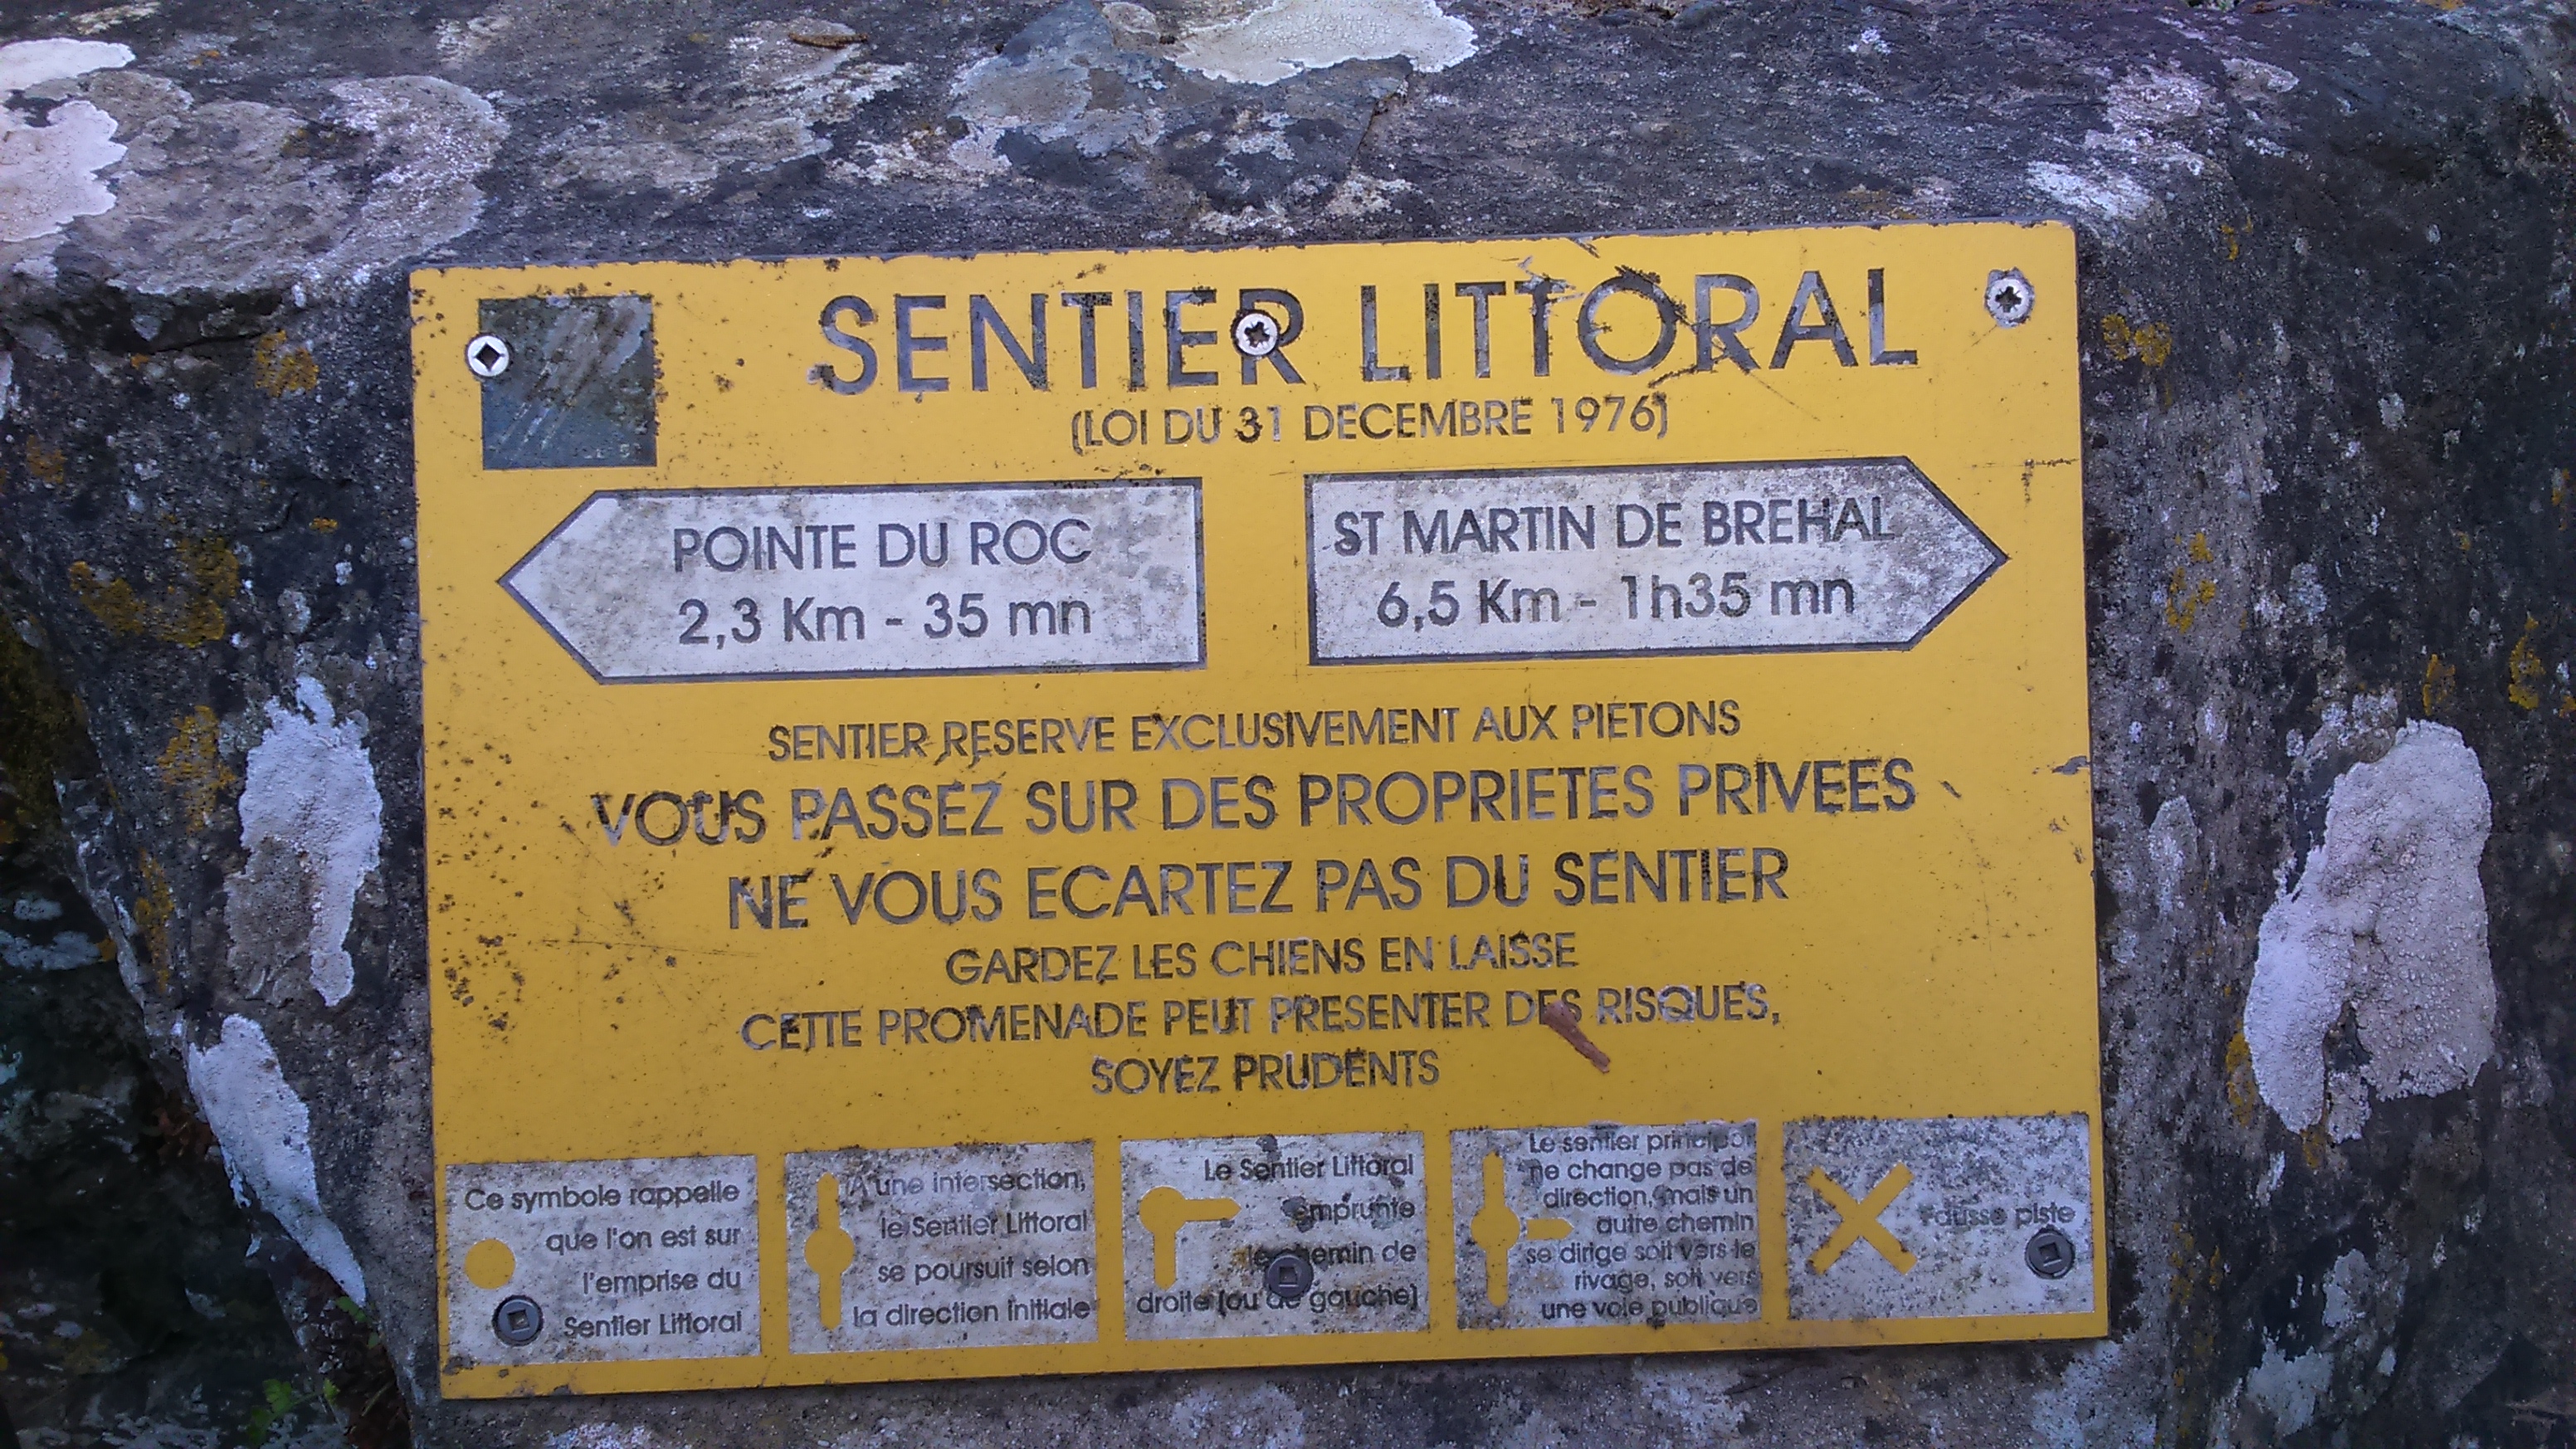 SENTIER LITTORAL
(LOI DU 31 DECEMBRE 1976)
POINTE DU ROC
2,3 Km - 35 mn
ST MARTIN DE BREHAL
6,5 Km - 1h35 mn
SENTIER RESERVE EXCLUSIVEMENT AUX PIETONS
VOUS PASSEZ SUR DES PROPRIETES PRIVEES
NE VOUS ECARTEZ PAS DU SENTIER
GARDEZ LES CHIENS EN LAISSE
CETTE PROMENADE PEUT PRESENTER DES RISQUES,
SOYEZ PRUDENTS
Ce symbole rappelle
que l'on est sur
l'emprise du
Sentier Littoral
A une intersection,
le Sentier Littoral
se poursuit selon
la direction initiale
Le Sentier Littoral
emprunte
le chemin de
droite (ou de gauche)
Le sentier principal
ne change pas de
direction, mais un
autre chemin
se dirige soit vers le
rivage, soit vers
une voie publique
Fausse piste